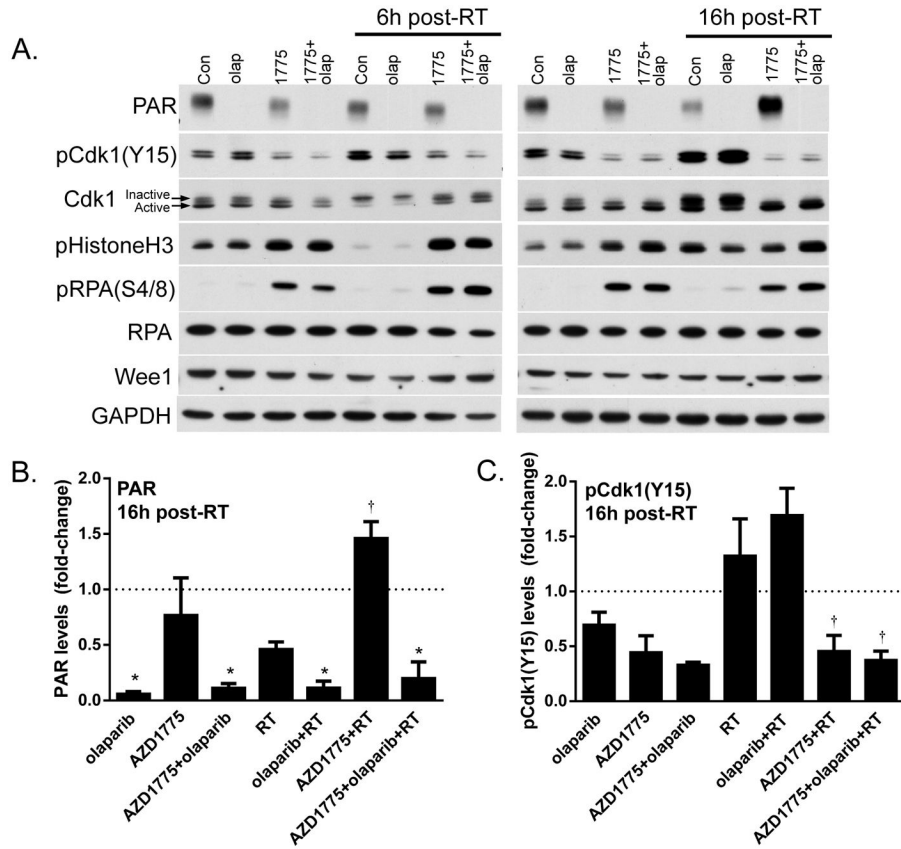 A.
6h post-RT
16h post-RT
Con olap 1775 1775+ olap Con olap 1775 1775+ olap
Con olap 1775 1775+ olap Con olap 1775 1775+ olap
PAR
pCdk1(Y15)
Cdk1 Inactive
Active
pHistoneH3
pRPA(S4/8)
RPA
Wee1
GAPDH
B.
PAR
16h post-RT
PAR levels (fold-change)
2.0
1.5
1.0
0.5
0.0
* * * † *
olaparib
AZD1775
AZD1775+olaparib
RT
olaparib+RT
AZD1775+RT
AZD1775+olaparib+RT
C.
pCdk1(Y15)
16h post-RT
pCdk1(Y15) levels (fold-change)
2.0
1.5
1.0
0.5
0.0
† †
olaparib
AZD1775
AZD1775+olaparib
RT
olaparib+RT
AZD1775+RT
AZD1775+olaparib+RT